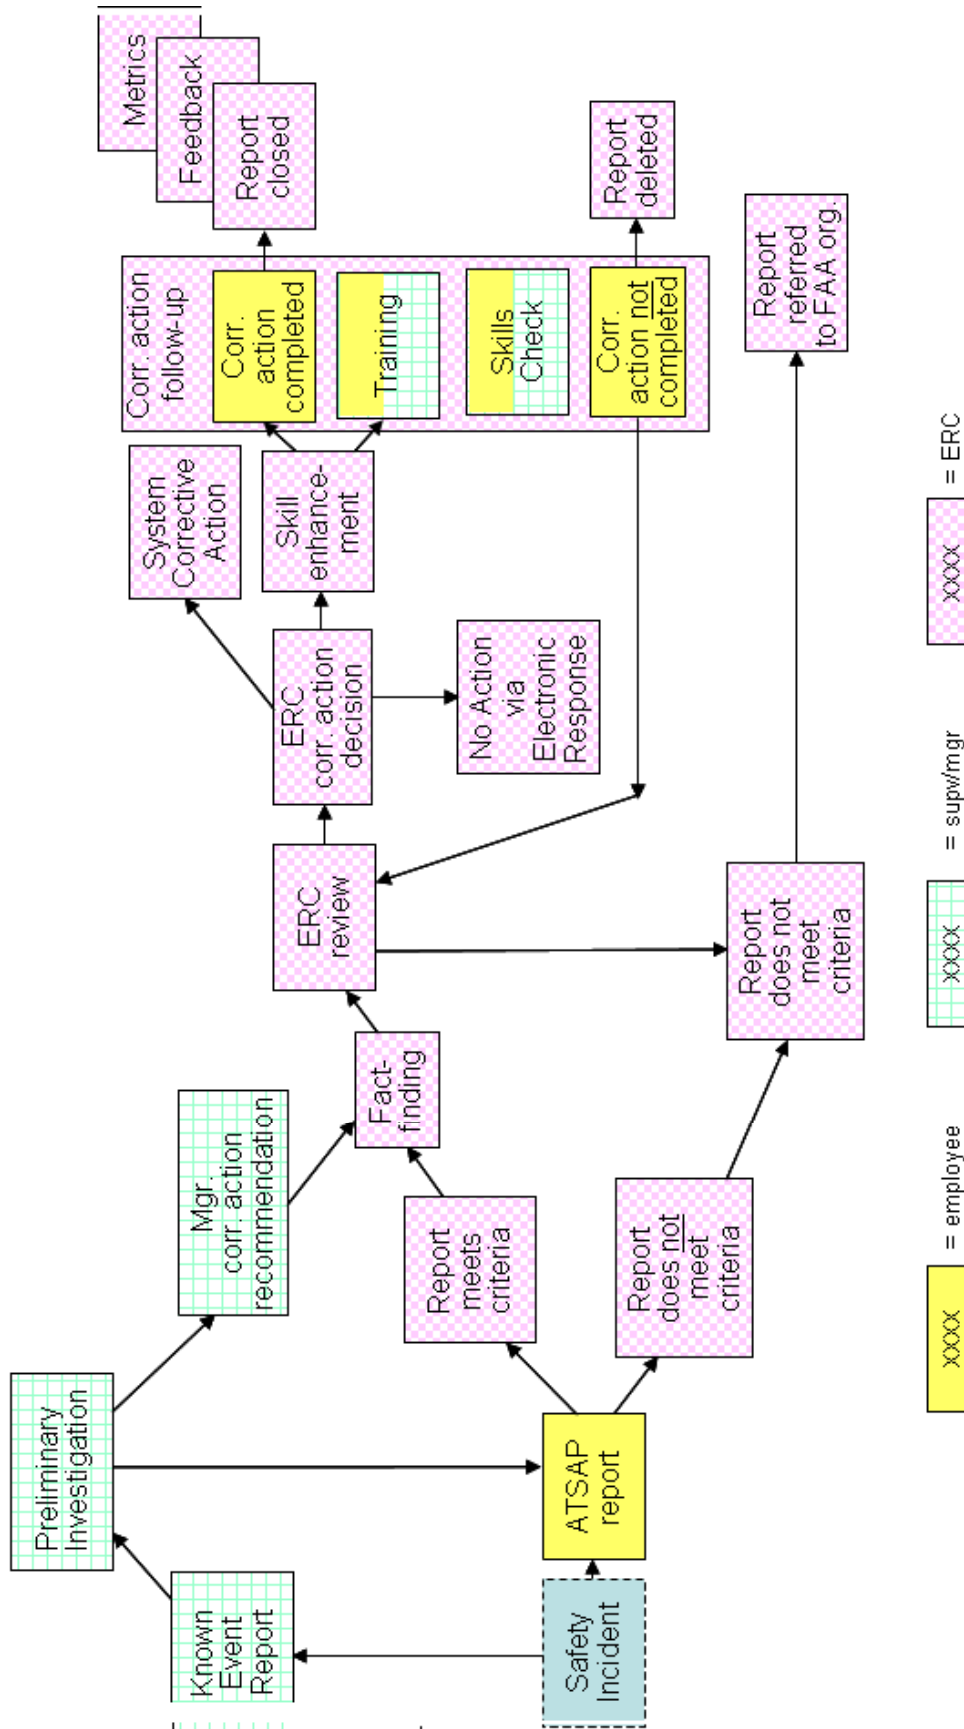 Safety
Incident
Known
Event
Report
Preliminary
Investigation
ATSAP
report
Mgr.
corr. action
recommendation
Report
meets
criteria
Report
does not
meet
criteria
Fact-
finding
ERC
review
Report
does not
meet
criteria
ERC
corr. action
decision
System
Corrective
Action
Skill
enhance-
ment
No Action
via
Electronic
Response
Corr. action
follow-up
Corr.
action
completed
Training
Skills
Check
Corr.
action not
completed
Metrics
Feedback
Report
closed
Report
deleted
Report
referred
to FAA org.
xxxx = employee
xxxx = supv/mgr
xxxx = ERC